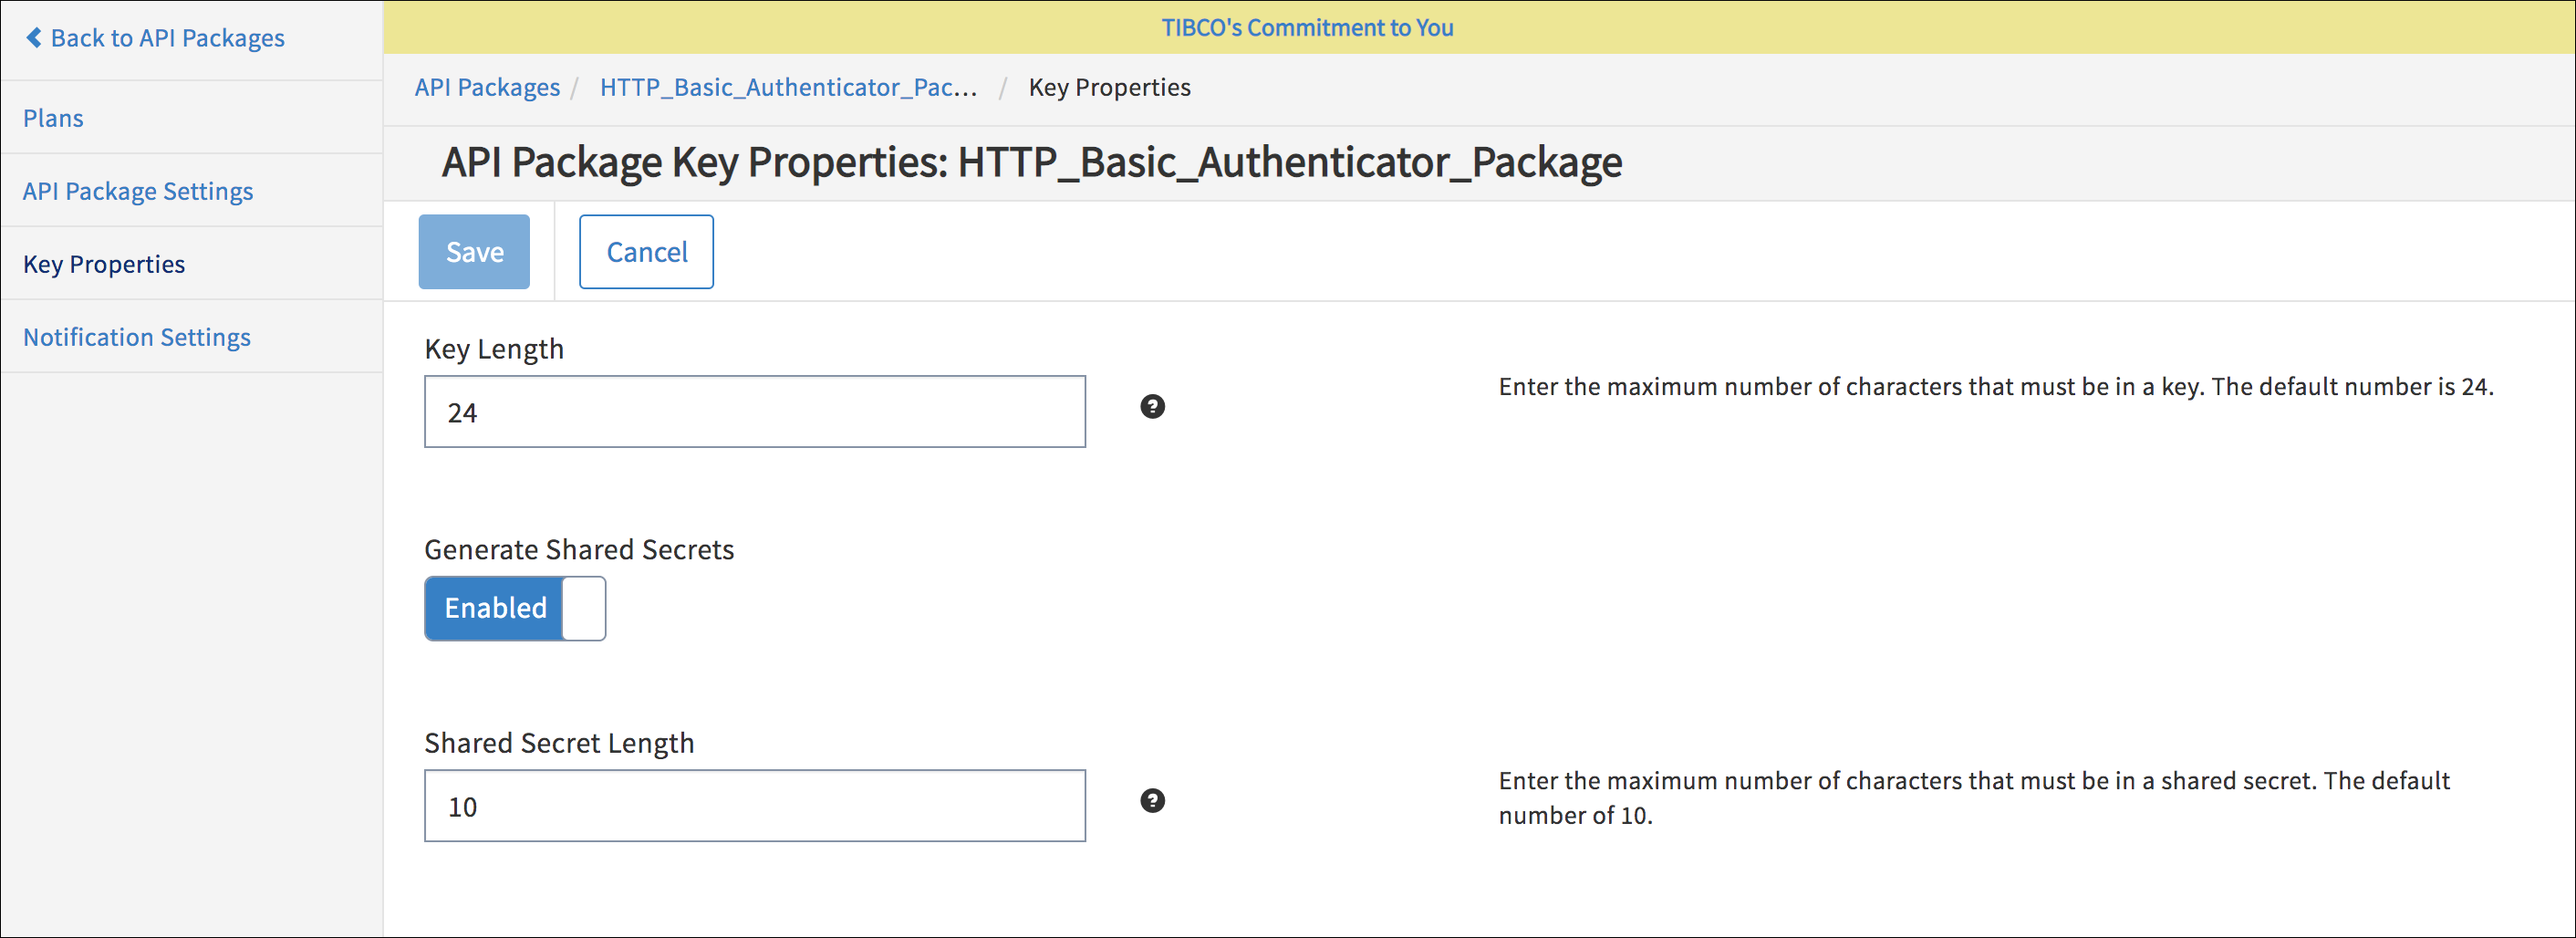 Back to API Packages
Plans
API Package Settings
Key Properties
Notification Settings
TIBCO's Commitment to You
API Packages / HTTP_Basic_Authenticator_Pac... / Key Properties
API Package Key Properties: HTTP_Basic_Authenticator_Package
Save Cancel
Key Length
24
Enter the maximum number of characters that must be in a key. The default number is 24.
Generate Shared Secrets
Enabled
Shared Secret Length
10
Enter the maximum number of characters that must be in a shared secret. The default
number of 10.